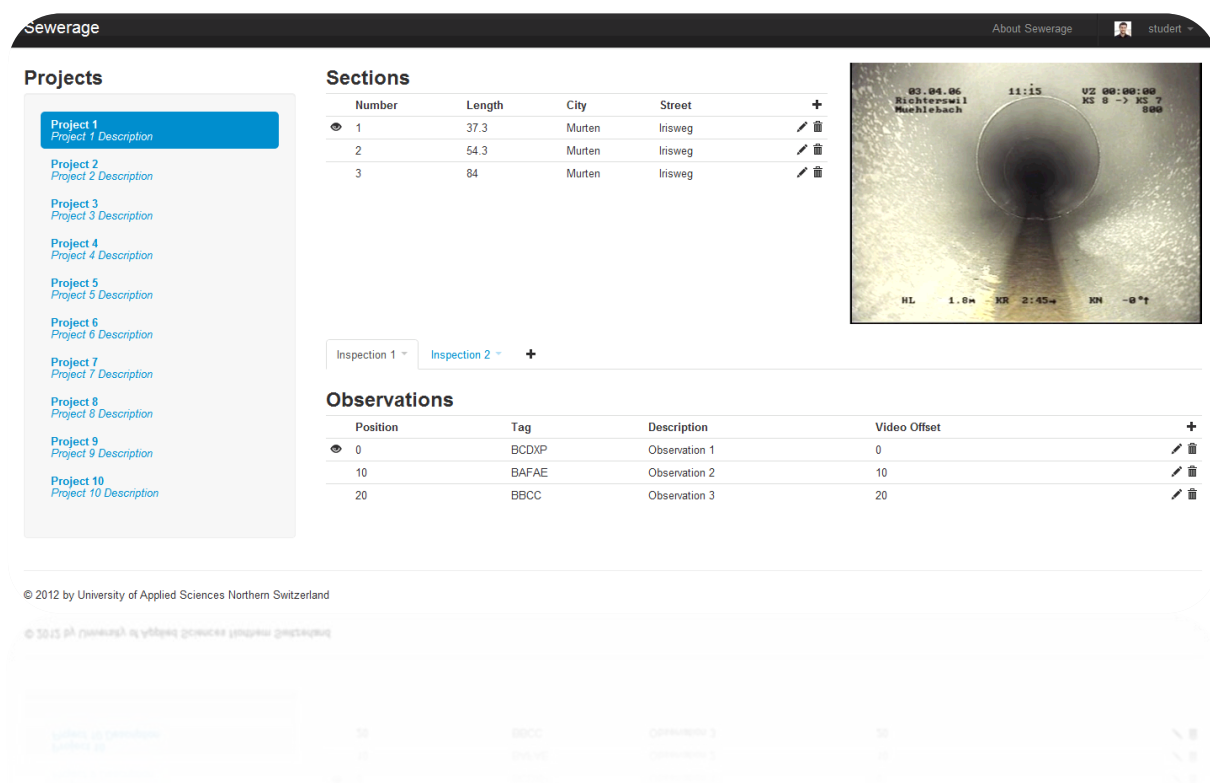 Sewerage
About Sewerage
studert
Projects
Project 1
Project 1 Description
Project 2
Project 2 Description
Project 3
Project 3 Description
Project 4
Project 4 Description
Project 5
Project 5 Description
Project 6
Project 6 Description
Project 7
Project 7 Description
Project 8
Project 8 Description
Project 9
Project 9 Description
Project 10
Project 10 Description
Sections
Number Length City Street
1 37.3 Murten Irisweg
2 54.3 Murten Irisweg
3 84 Murten Irisweg
03.04.06 11:15 VZ 00:00:00
Richterswil KS 8 -> KS 7
Muehlebach 800
HL 1.8m KR 2:45→ KN -0°↑
Inspection 1 Inspection 2
Observations
Position Tag Description Video Offset
0 BCDXP Observation 1 0
10 BAFAE Observation 2 10
20 BBCC Observation 3 20
© 2012 by University of Applied Sciences Northern Switzerland